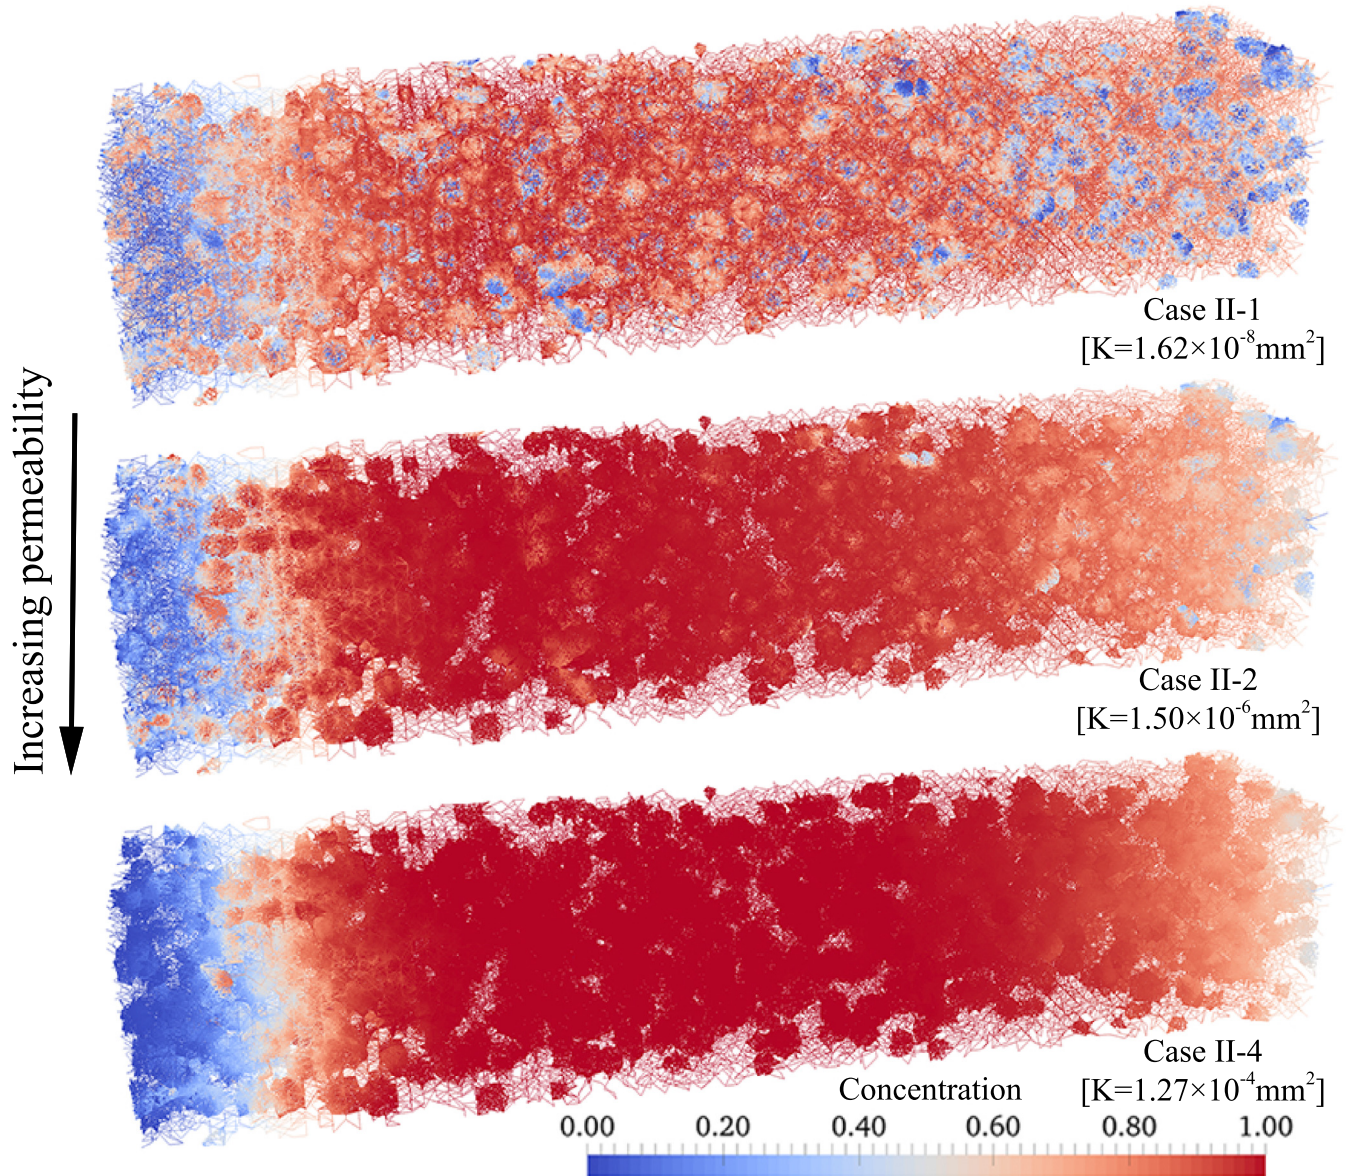 Case II-1
[K=1.62×10⁻⁸mm²]
Increasing permeability
Case II-2
[K=1.50×10⁻⁶mm²]
Case II-4
[K=1.27×10⁻⁴mm²]
Concentration
0.00 0.20 0.40 0.60 0.80 1.00